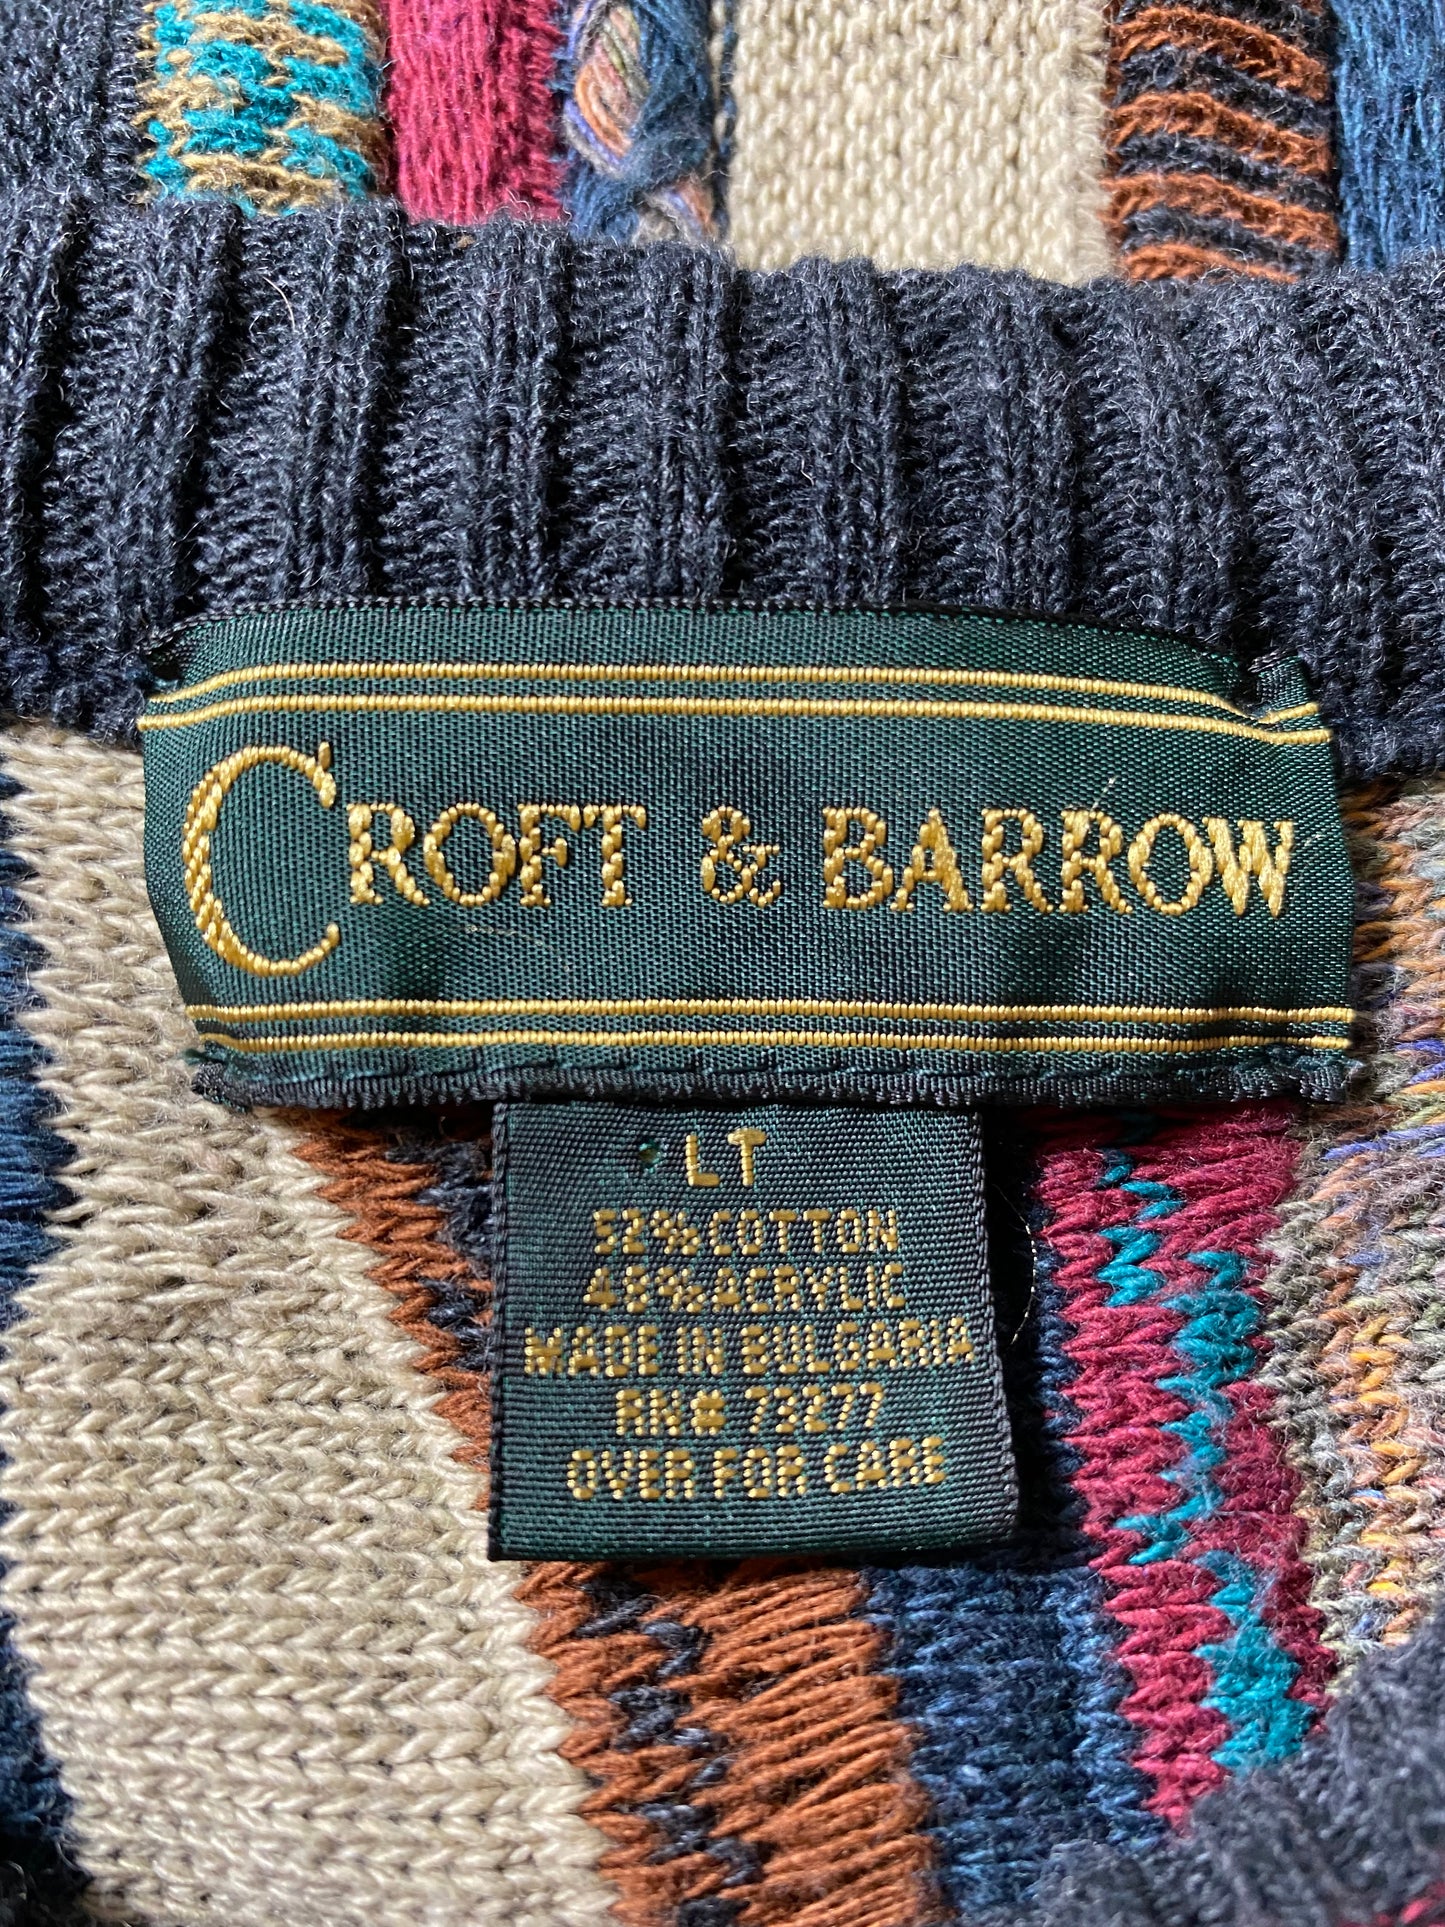 CROFT & BARROW
LT
52% COTTON
48% ACRYLIC
MADE IN BULGARIA
RN# 73277
OVER FOR CARE